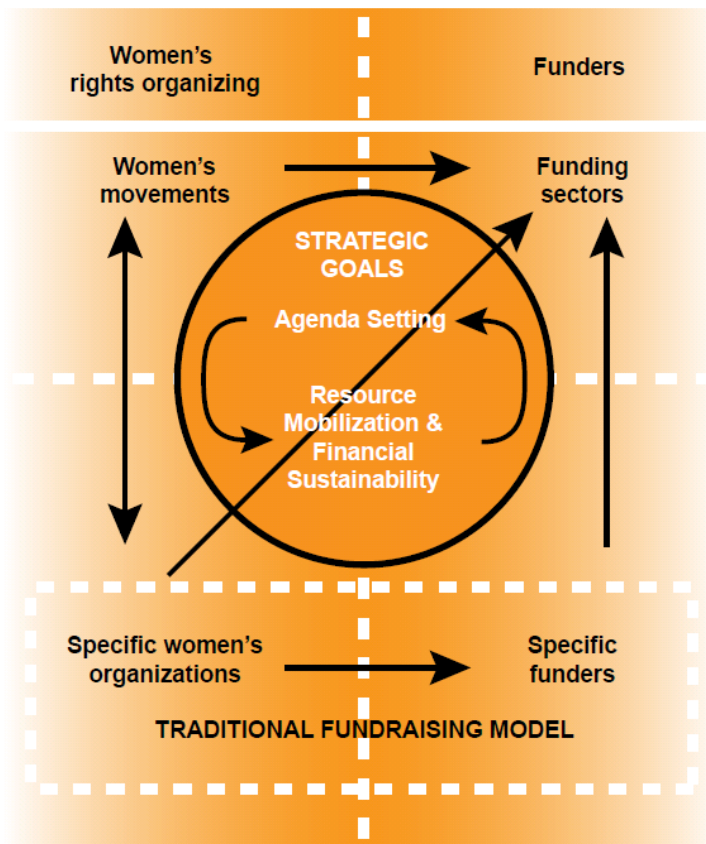 Women's
rights organizing
Funders
Women's
movements
Funding
sectors
STRATEGIC
GOALS
Agenda Setting
Resource
Mobilization &
Financial
Sustainability
Specific women's
organizations
Specific
funders
TRADITIONAL FUNDRAISING MODEL